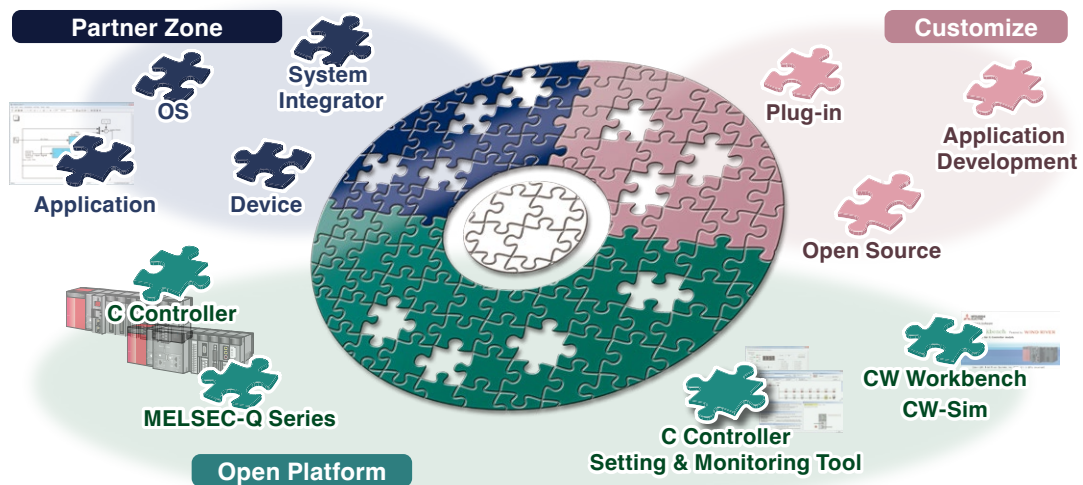 Partner Zone
Customize
OS
System
Integrator
Application
Device
Plug-in
Application
Development
Open Source
C Controller
MELSEC-Q Series
Open Platform
C Controller
Setting & Monitoring Tool
CW Workbench
CW-Sim